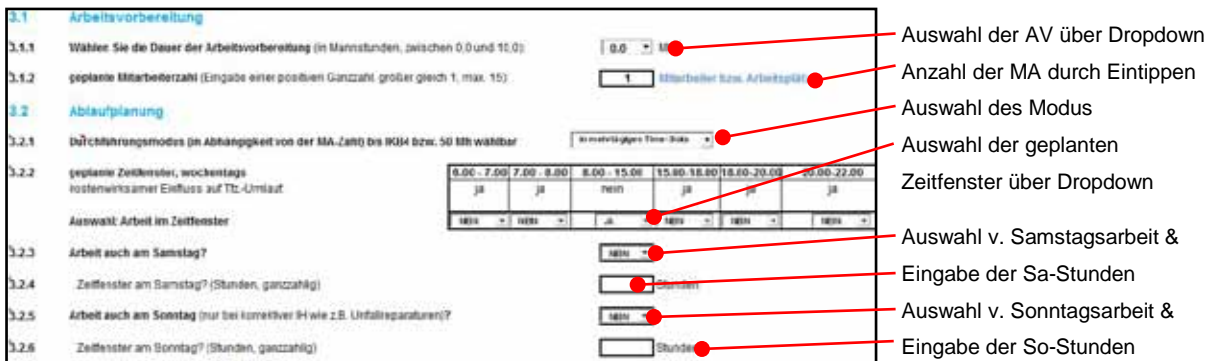 3.1 Arbeitsvorbereitung
3.1.1 Wählen Sie die Dauer der Arbeitsvorbereitung (in Mannstunden, zwischen 0,0 und 10,0): 0.0
3.1.2 geplante Mitarbeiterzahl (Eingabe einer positiven Ganzzahl größer gleich 1, max. 15): 1 Mitarbeiter bzw. Arbeitsplätze
3.2 Ablaufplanung
3.2.1 Durchführungsmodus (in Abhängigkeit von der MA-Zahl) bis IKB4 bzw. 50 Mh wählbar in mehrtägigen Time-Slots
3.2.2 geplante Zeitfenster, wochentags 6.00 - 7.00 7.00 - 8.00 8.00 - 15.00 15.00-18.00 18.00-20.00 20.00-22.00
kostenwirksamer Einfluss auf Tfz.-Umlauf ja ja nein ja ja ja
Auswahl: Arbeit im Zeitfenster NEIN NEIN JA NEIN NEIN NEIN
3.2.3 Arbeit auch am Samstag? NEIN
3.2.4 Zeitfenster am Samstag? (Stunden, ganzzahlig) Stunden
3.2.5 Arbeit auch am Sonntag (nur bei korrektiver IH wie z.B. Unfallreparaturen)? NEIN
3.2.6 Zeitfenster am Sonntag? (Stunden, ganzzahlig) Stunden
Auswahl der AV über Dropdown
Anzahl der MA durch Eintippen
Auswahl des Modus
Auswahl der geplanten
Zeitfenster über Dropdown
Auswahl v. Samstagsarbeit &
Eingabe der Sa-Stunden
Auswahl v. Sonntagsarbeit &
Eingabe der So-Stunden